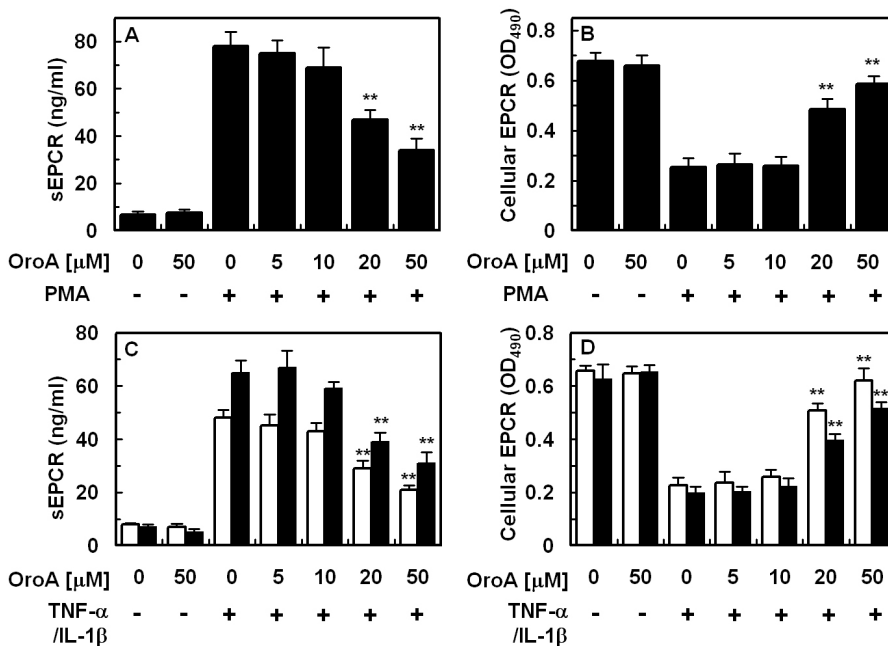 A
sEPCR (ng/ml)
80
60
40
20
0
**
**
OroA [μM] 0 50 0 5 10 20 50
PMA - - + + + + +
B
Cellular EPCR (OD490)
0.8
0.6
0.4
0.2
0
**
**
OroA [μM] 0 50 0 5 10 20 50
PMA - - + + + + +
C
sEPCR (ng/ml)
80
60
40
20
0
**
**
**
**
OroA [μM] 0 50 0 5 10 20 50
TNF-α - - + + + + +
/IL-1β
D
Cellular EPCR (OD490)
0.8
0.6
0.4
0.2
0
**
**
**
**
OroA [μM] 0 50 0 5 10 20 50
TNF-α - - + + + + +
/IL-1β